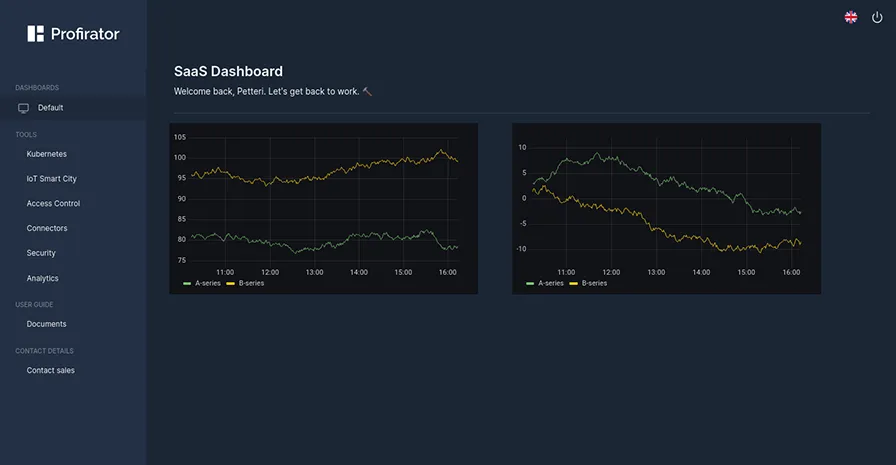 Profirator
DASHBOARDS
Default
TOOLS
Kubernetes
IoT Smart City
Access Control
Connectors
Security
Analytics
USER GUIDE
Documents
CONTACT DETAILS
Contact sales
SaaS Dashboard
Welcome back, Petteri. Let's get back to work. 🔨
105
100
95
90
85
80
75
11:00 12:00 13:00 14:00 15:00 16:00
A-series B-series
10
5
0
-5
-10
11:00 12:00 13:00 14:00 15:00 16:00
A-series B-series